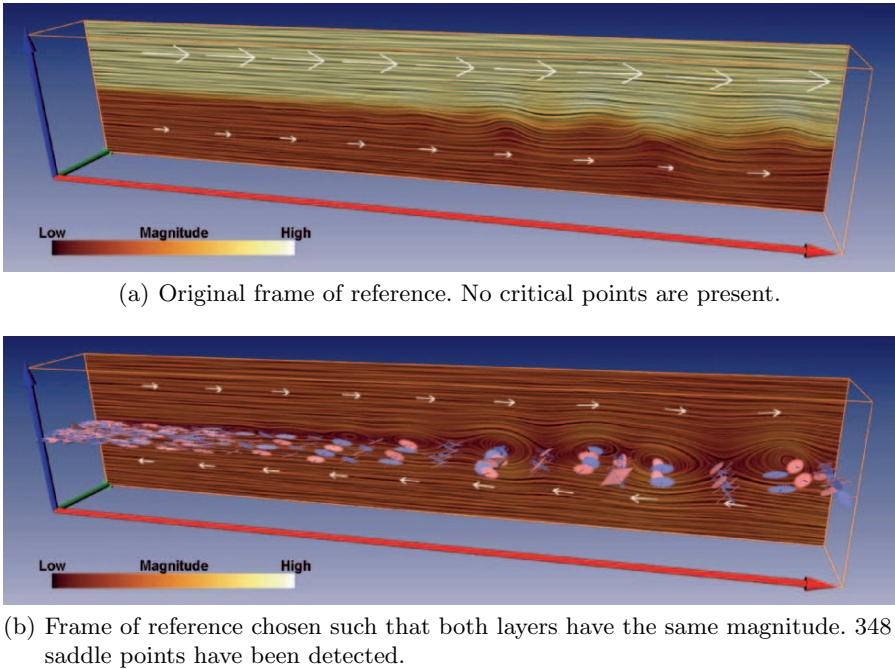 Low Magnitude High
(a) Original frame of reference. No critical points are present.
Low Magnitude High
(b) Frame of reference chosen such that both layers have the same magnitude. 348
saddle points have been detected.